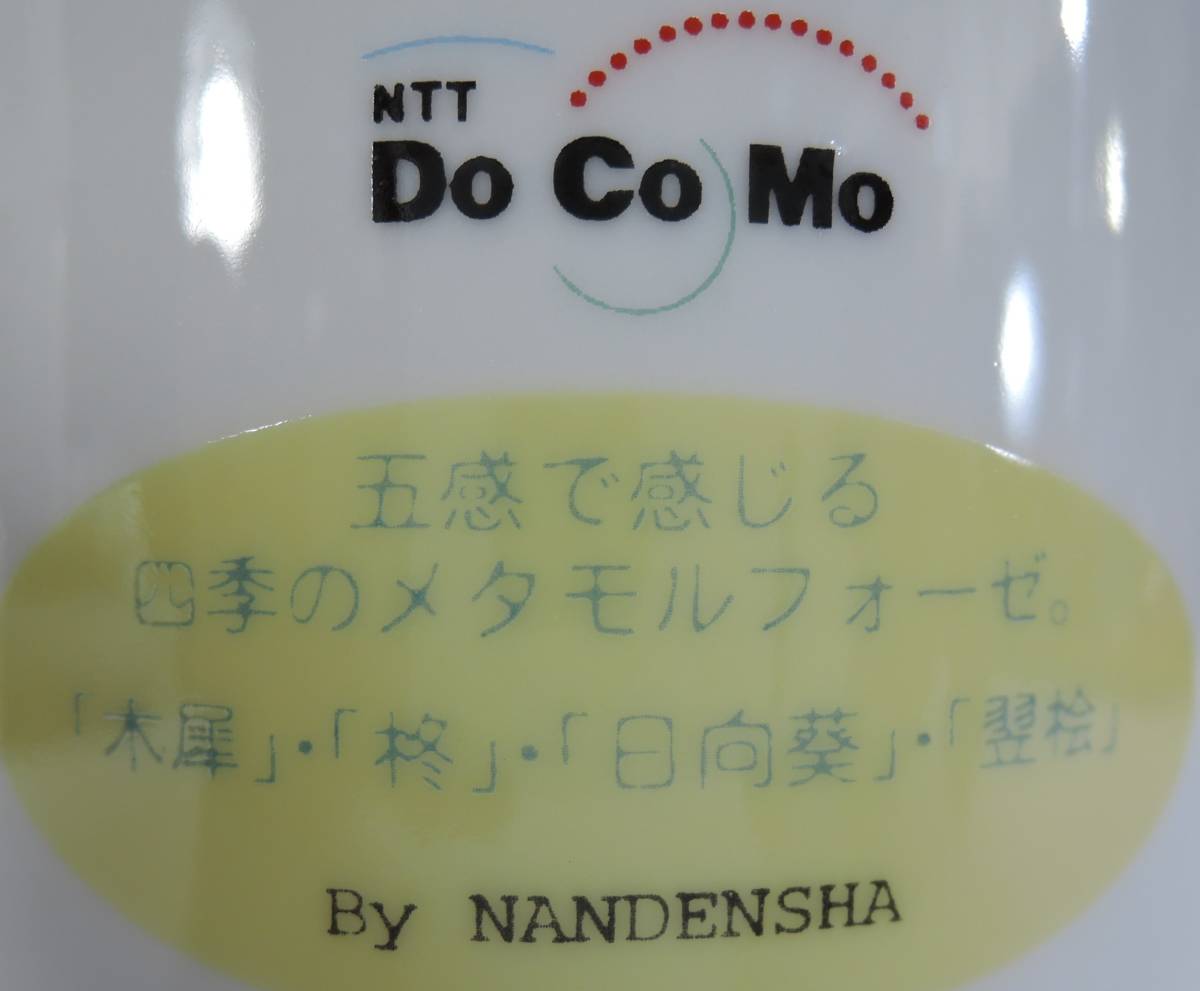 NTT
Do Co Mo
五感で感じる
四季のメタモルフォーゼ。
「木犀」・「柊」・「日向葵」・「翌桧」
By NANDENSHA